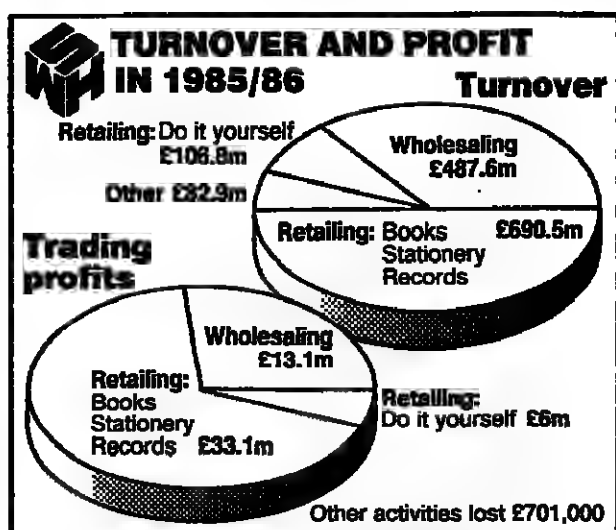 WHS
TURNOVER AND PROFIT
IN 1985/86
Turnover
Retailing: Do it yourself
£106.8m
Other £82.9m
Wholesaling
£487.6m
Retailing: Books £690.5m
Stationery
Records
Trading
profits
Wholesaling
£13.1m
Retailing:
Books
Stationery
Records £33.1m
Retailing:
Do it yourself £6m
Other activities lost £701,000